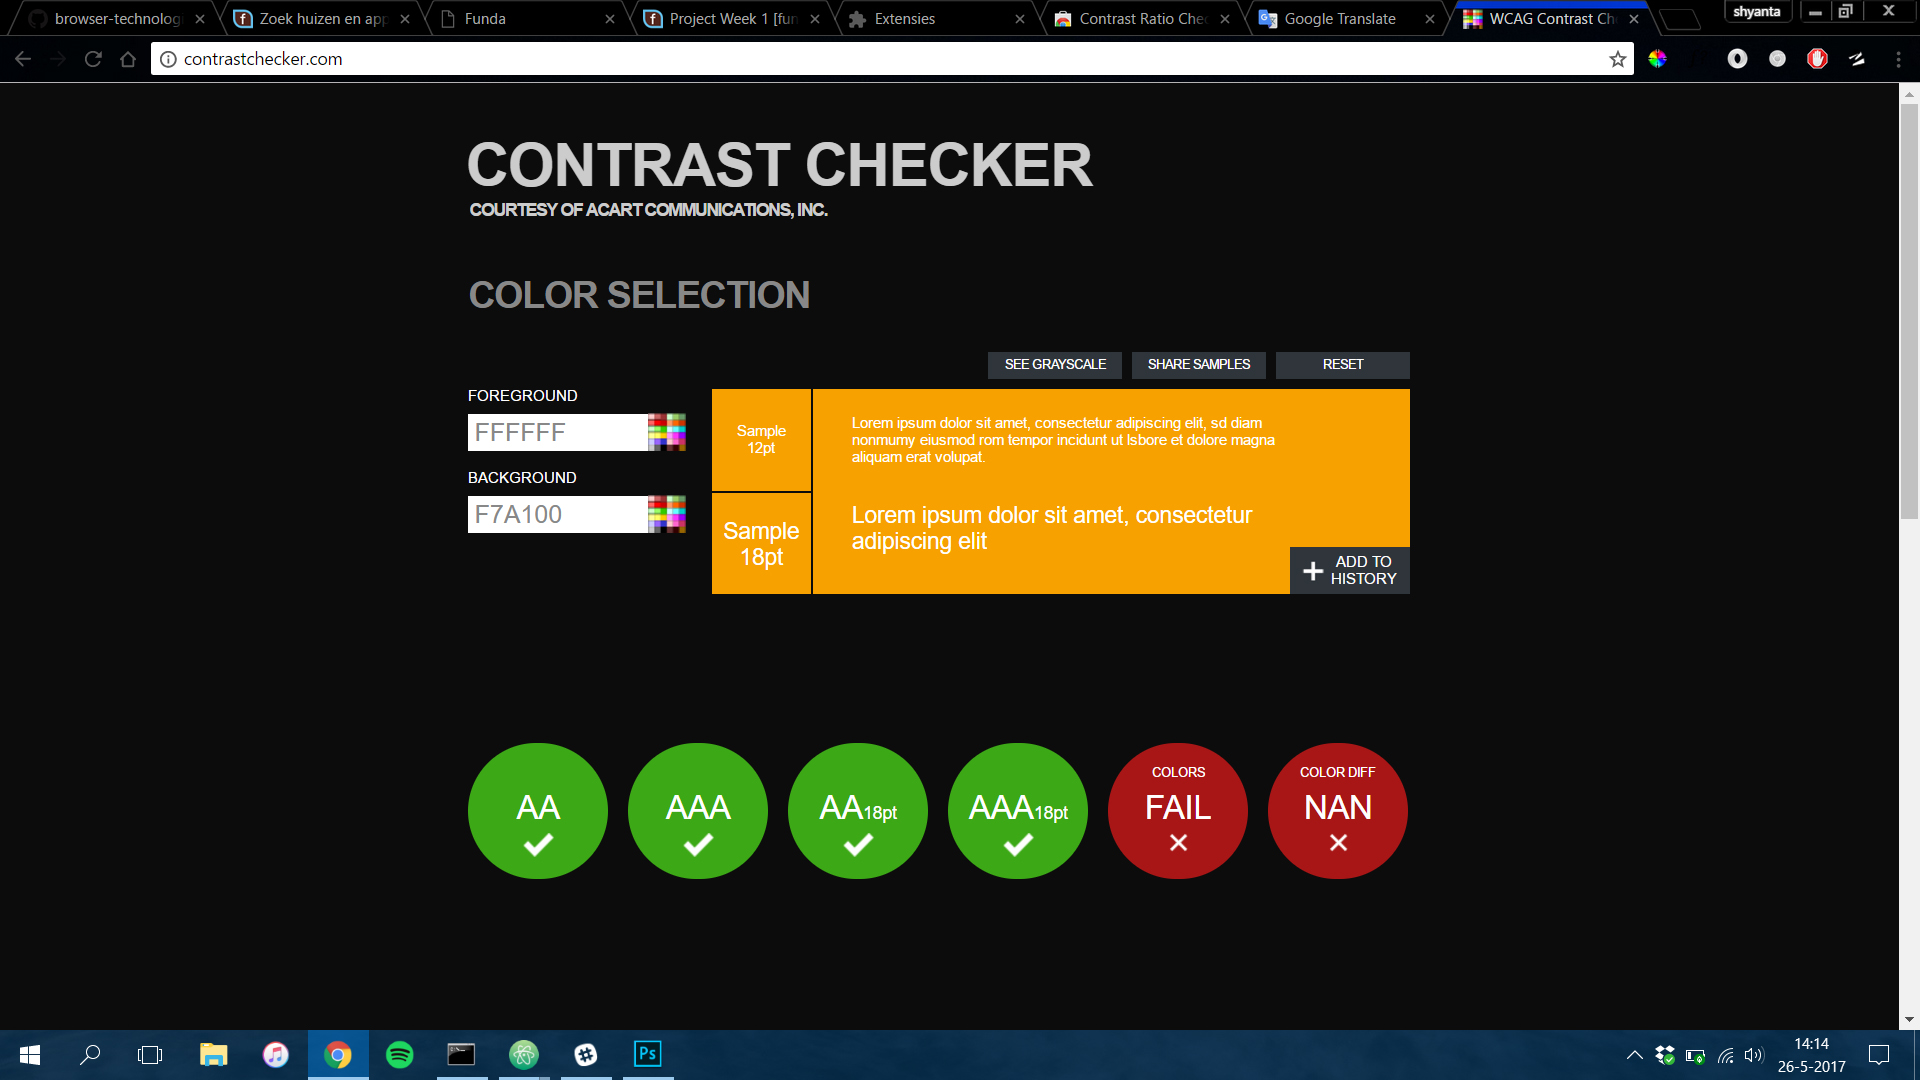 browser-technolog
Zoek huizen en app
Funda
Project Week 1 [fun
Extensies
Contrast Ratio Chec
Google Translate
WCAG Contrast Ch
shyanta
contrastchecker.com
CONTRAST CHECKER
COURTESY OF ACART COMMUNICATIONS, INC.
COLOR SELECTION
SEE GRAYSCALE
SHARE SAMPLES
RESET
FOREGROUND
FFFFFF
BACKGROUND
F7A100
Sample
12pt
Lorem ipsum dolor sit amet, consectetur adipiscing elit, sd diam
nonmumy eiusmod rom tempor incidunt ut lsbore et dolore magna
aliquam erat volupat.
Sample
18pt
Lorem ipsum dolor sit amet, consectetur
adipiscing elit
ADD TO
HISTORY
AA
AAA
AA18pt
AAA18pt
COLORS
FAIL
COLOR DIFF
NAN
Ps
14:14
26-5-2017